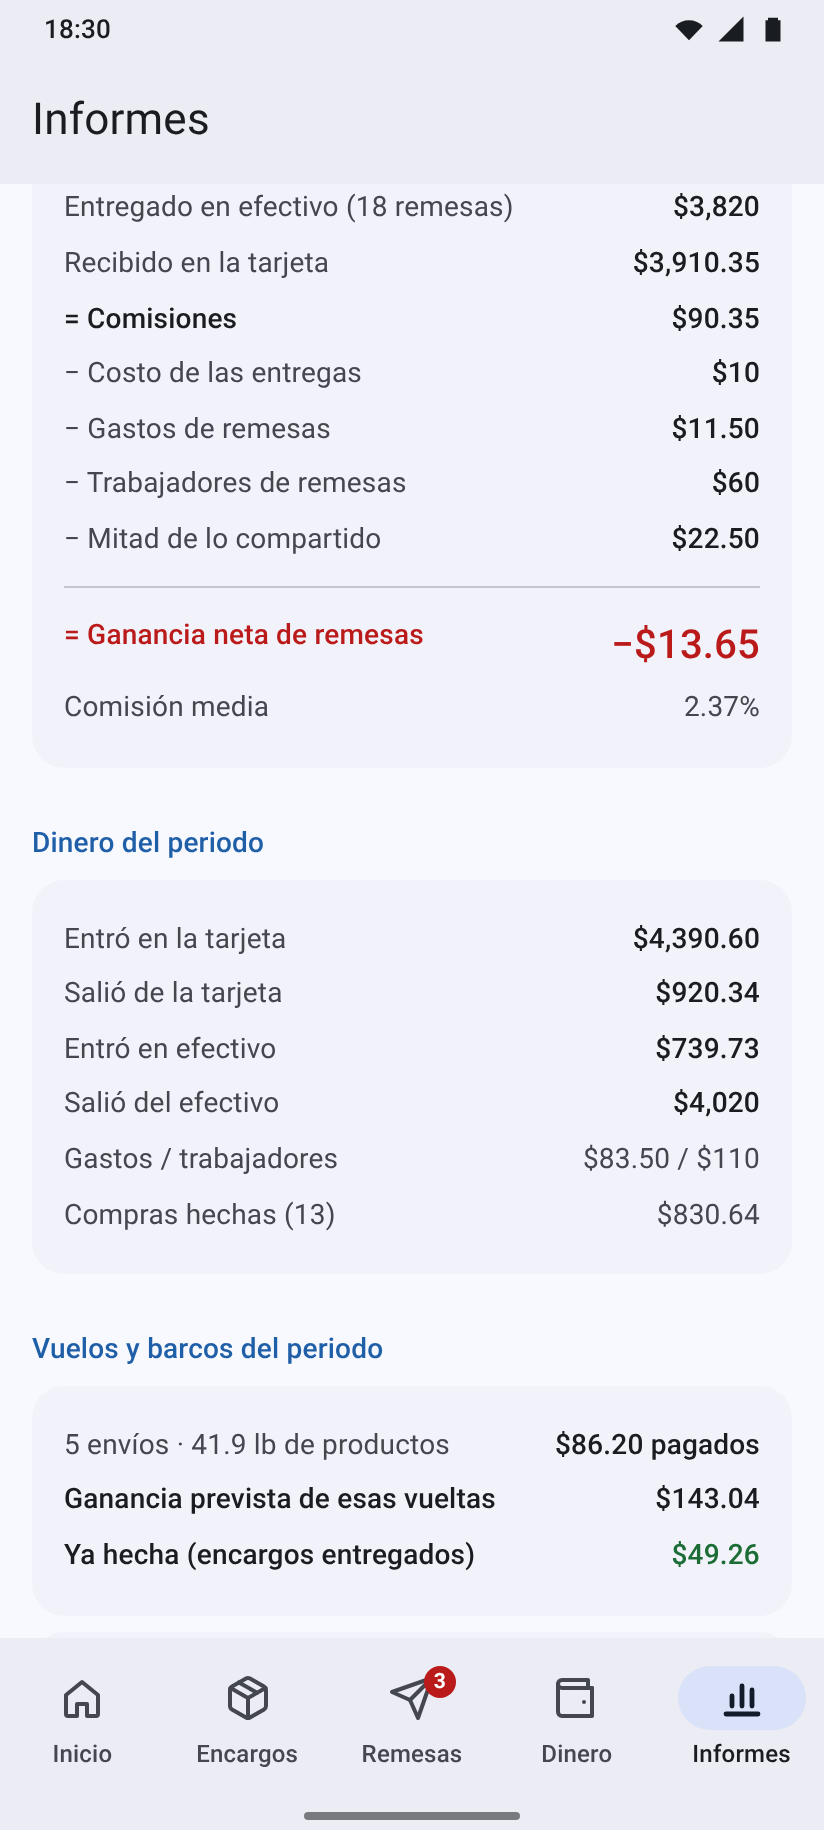 18:30
Informes
Entregado en efectivo (18 remesas) $3,820
Recibido en la tarjeta $3,910.35
= Comisiones $90.35
− Costo de las entregas $10
− Gastos de remesas $11.50
− Trabajadores de remesas $60
− Mitad de lo compartido $22.50
= Ganancia neta de remesas −$13.65
Comisión media 2.37%
Dinero del periodo
Entró en la tarjeta $4,390.60
Salió de la tarjeta $920.34
Entró en efectivo $739.73
Salió del efectivo $4,020
Gastos / trabajadores $83.50 / $110
Compras hechas (13) $830.64
Vuelos y barcos del periodo
5 envíos · 41.9 lb de productos $86.20 pagados
Ganancia prevista de esas vueltas $143.04
Ya hecha (encargos entregados) $49.26
3
Inicio Encargos Remesas Dinero Informes